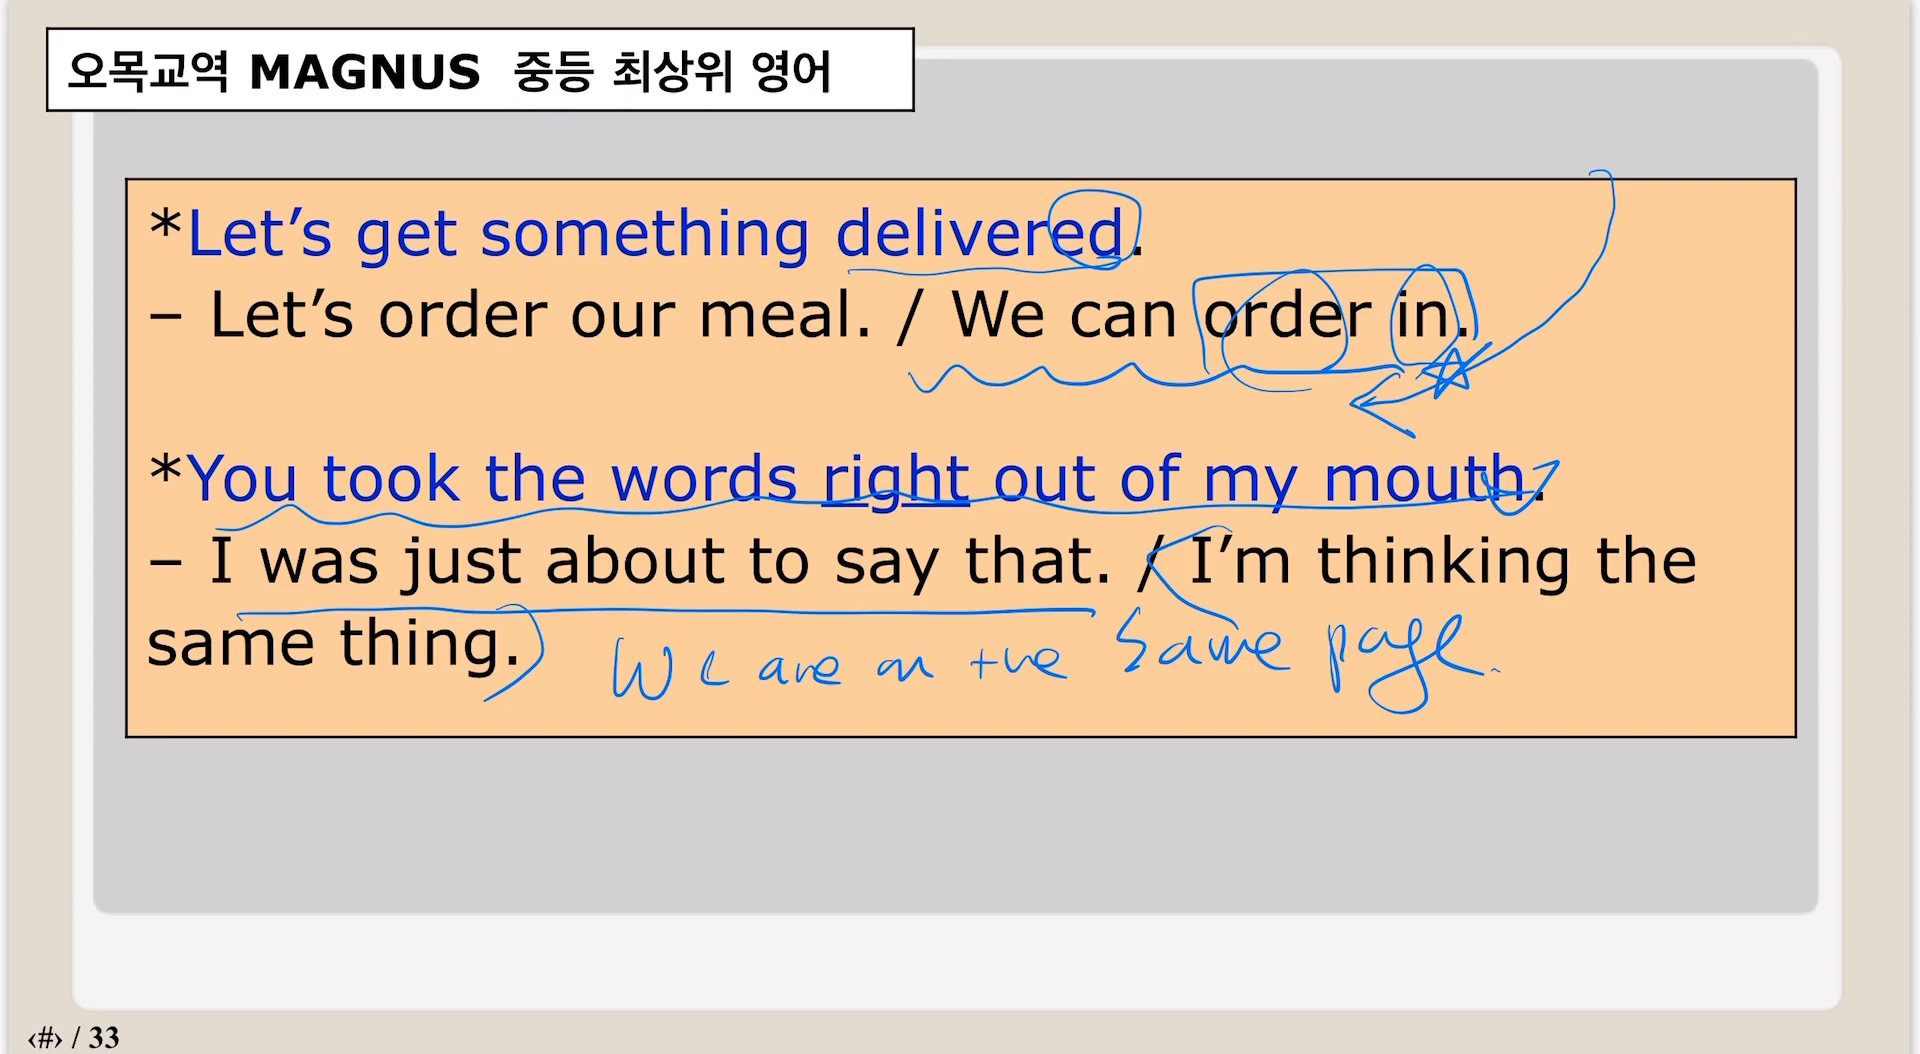 오목교역 MAGNUS 중등 최상위 영어
*Let's get something delivered.
– Let's order our meal. / We can order in.
*You took the words right out of my mouth.
– I was just about to say that. / I'm thinking the
same thing.
We are on the same page.
‹#› / 33